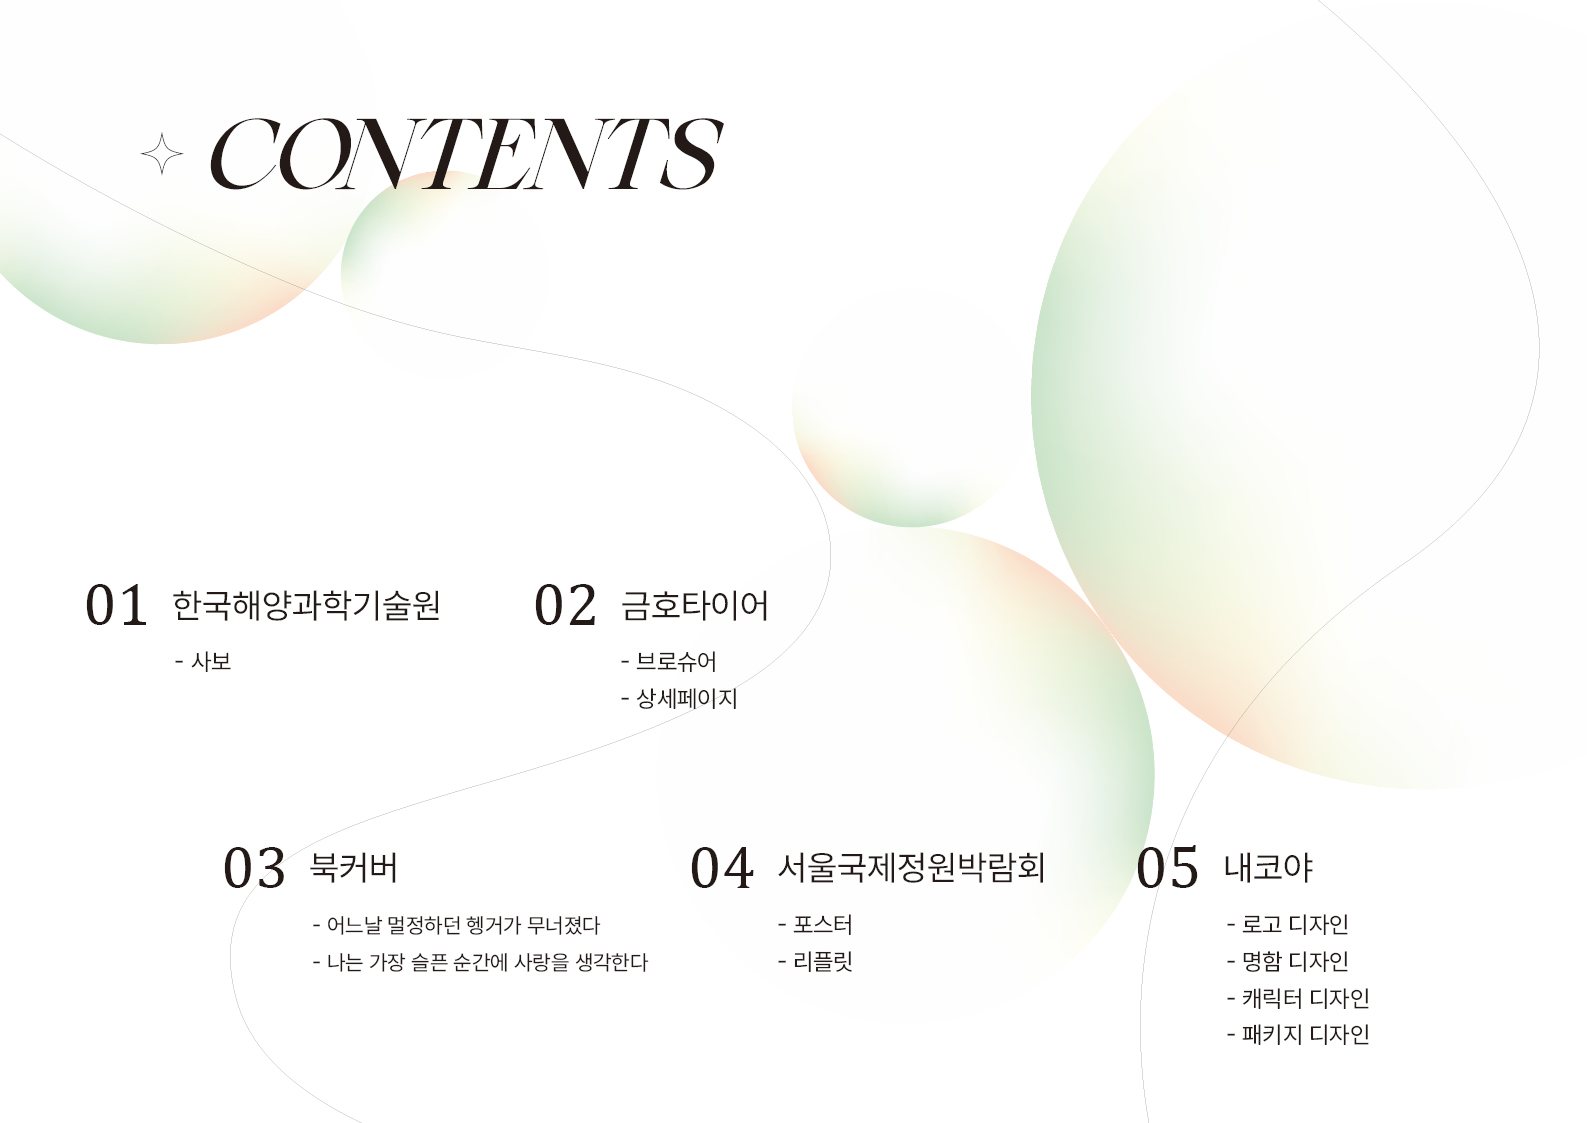 CONTENTS
01 한국해양과학기술원
- 사보
02 금호타이어
- 브로슈어
- 상세페이지
03 북커버
- 어느날 멀정하던 헹거가 무너졌다
- 나는 가장 슬픈 순간에 사랑을 생각한다
04 서울국제정원박람회
- 포스터
- 리플릿
05 내코야
- 로고 디자인
- 명함 디자인
- 캐릭터 디자인
- 패키지 디자인